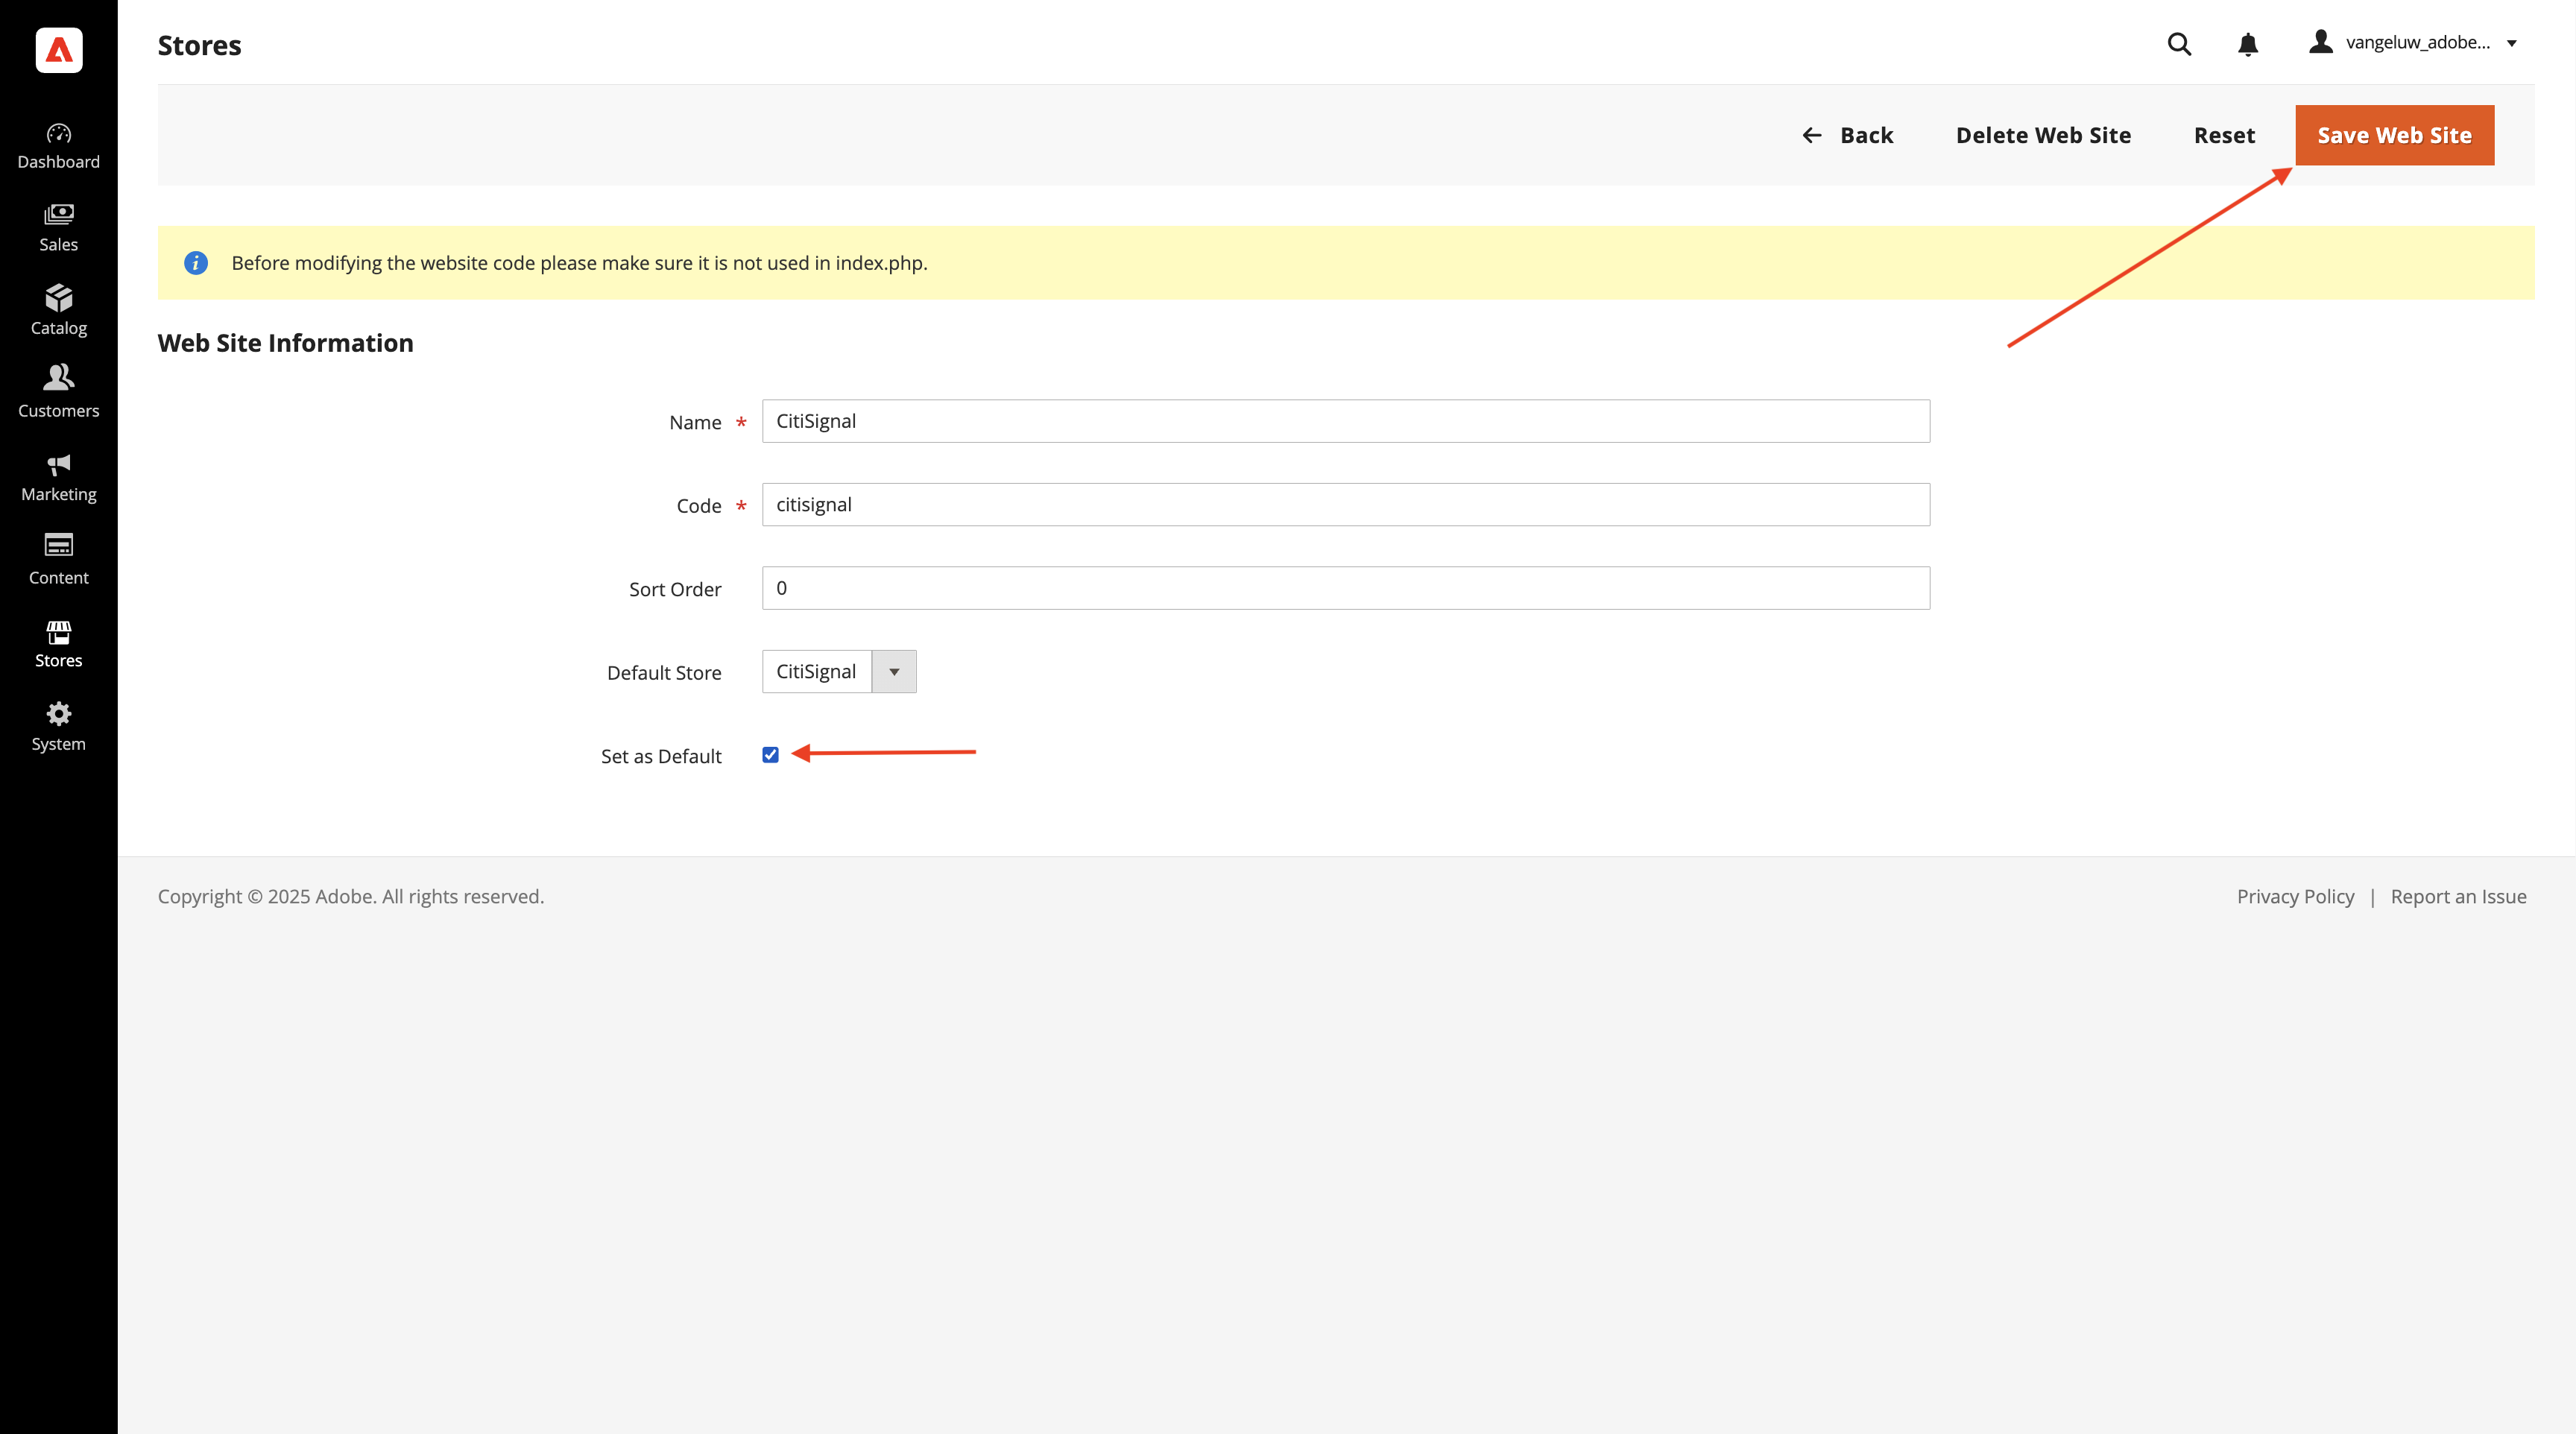 Stores
vangeluw_adobe...
Dashboard
Sales
Catalog
Customers
Marketing
Content
Stores
System
Back
Delete Web Site
Reset
Save Web Site
Before modifying the website code please make sure it is not used in index.php.
Web Site Information
Name * CitiSignal
Code * citisignal
Sort Order 0
Default Store CitiSignal
Set as Default
Copyright © 2025 Adobe. All rights reserved.
Privacy Policy | Report an Issue